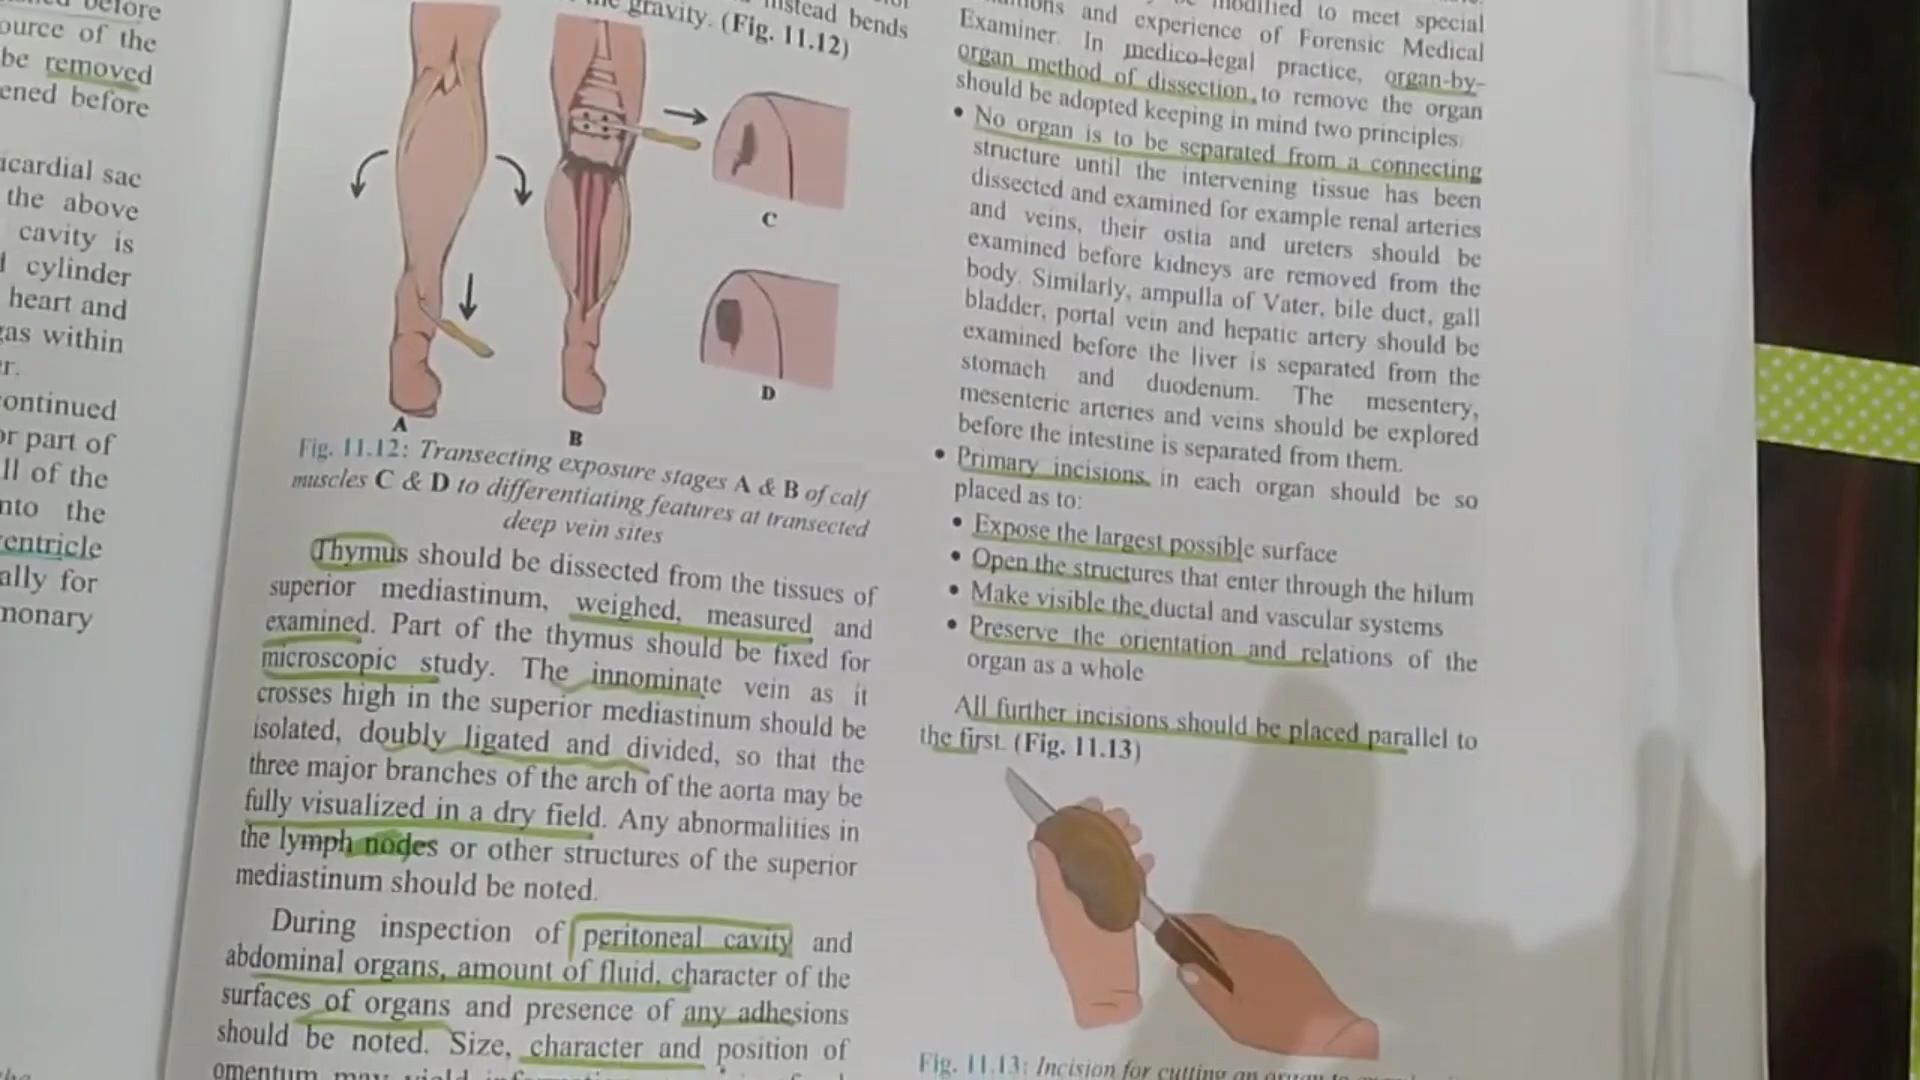 before
ource of the
be removed
ened before
icardial sac
the above
cavity is
cylinder
heart and
gas within
ontinued
or part of
ll of the
nto the
entricle
ally for
monary
instead bends
the gravity. (Fig. 11.12)
A
B
C
D
Fig. 11.12: Transecting exposure stages A & B of calf
muscles C & D to differentiating features at transected
deep vein sites
Thymus should be dissected from the tissues of
superior mediastinum, weighed, measured and
examined. Part of the thymus should be fixed for
microscopic study. The innominate vein as it
crosses high in the superior mediastinum should be
isolated, doubly ligated and divided, so that the
three major branches of the arch of the aorta may be
fully visualized in a dry field. Any abnormalities in
the lymph nodes or other structures of the superior
mediastinum should be noted.
During inspection of peritoneal cavity and
abdominal organs, amount of fluid, character of the
surfaces of organs and presence of any adhesions
should be noted. Size, character and position of
omentum may yield
modified to meet special
and experience of Forensic Medical
Examiner. In medico-legal practice, organ-by-
organ method of dissection, to remove the organ
should be adopted keeping in mind two principles.
• No organ is to be separated from a connecting
structure until the intervening tissue has been
dissected and examined for example renal arteries
and veins, their ostia and ureters should be
examined before kidneys are removed from the
body. Similarly, ampulla of Vater, bile duct, gall
bladder, portal vein and hepatic artery should be
examined before the liver is separated from the
stomach and duodenum. The mesentery,
mesenteric arteries and veins should be explored
before the intestine is separated from them.
• Primary incisions, in each organ should be so
placed as to:
• Expose the largest possible surface
• Open the structures that enter through the hilum
• Make visible the ductal and vascular systems
• Preserve the orientation and relations of the
organ as a whole
All further incisions should be placed parallel to
the first. (Fig. 11.13)
Fig. 11.13: Incision for cutting an organ to